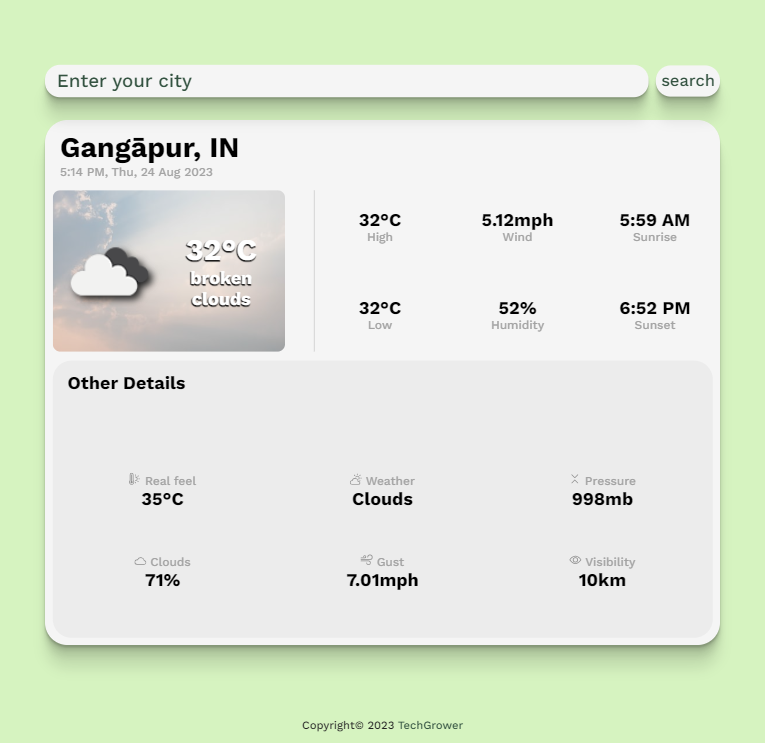 Enter your city
search
Gangāpur, IN
5:14 PM, Thu, 24 Aug 2023
32°C
broken
clouds
32°C
High
5.12mph
Wind
5:59 AM
Sunrise
32°C
Low
52%
Humidity
6:52 PM
Sunset
Other Details
Real feel
35°C
Weather
Clouds
Pressure
998mb
Clouds
71%
Gust
7.01mph
Visibility
10km
Copyright© 2023 TechGrower